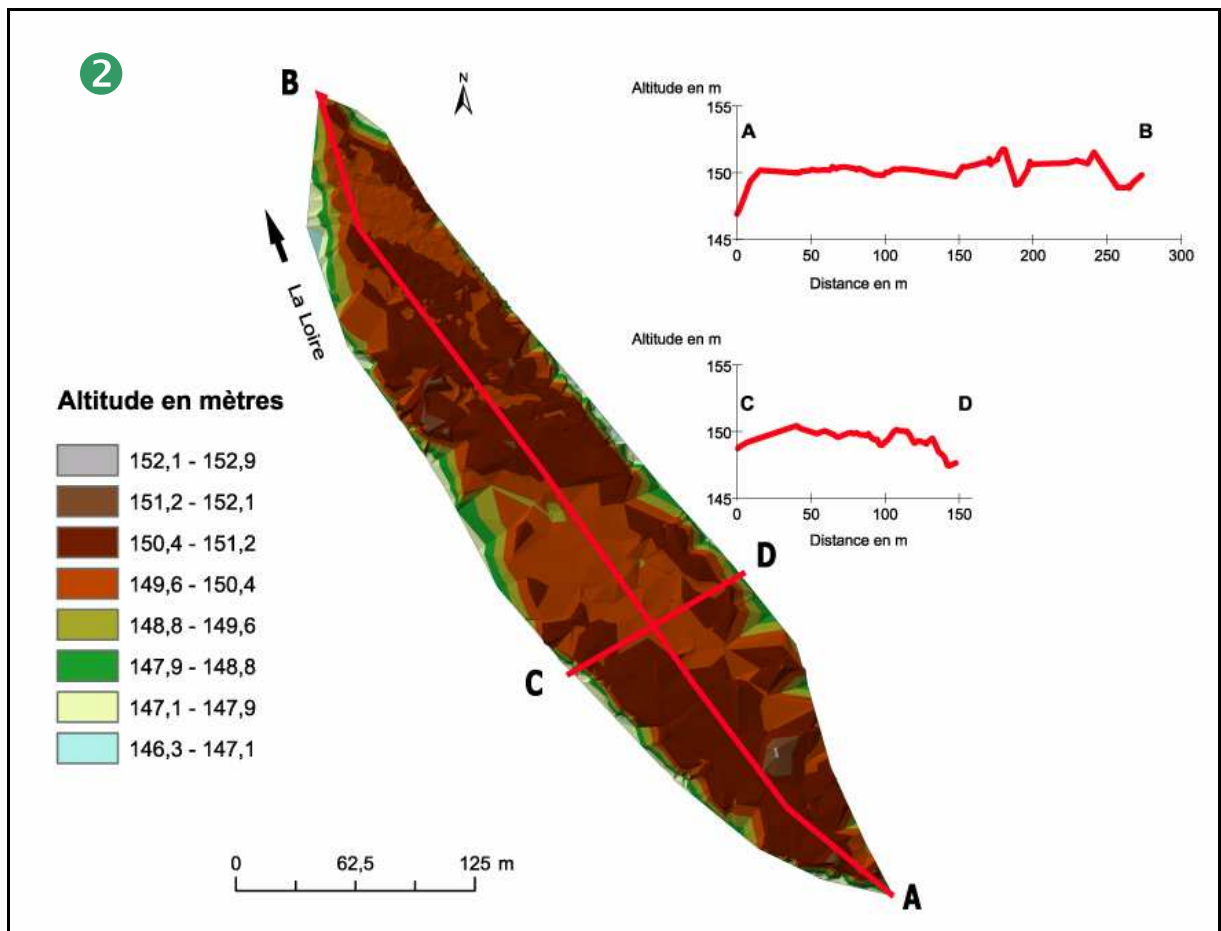 2
B
N
La Loire
Altitude en mètres
152,1 - 152,9
151,2 - 152,1
150,4 - 151,2
149,6 - 150,4
148,8 - 149,6
147,9 - 148,8
147,1 - 147,9
146,3 - 147,1
0 62,5 125 m
D
C
A
Altitude en m
155
A B
150
145
0 50 100 150 200 250 300
Distance en m
Altitude en m
155
C D
150
145
0 50 100 150
Distance en m